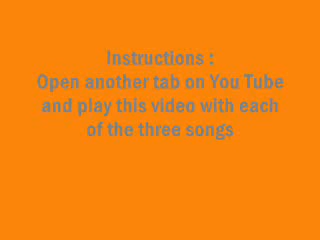 Instructions :
Open another tab on You Tube
and play this video with each
of the three songs